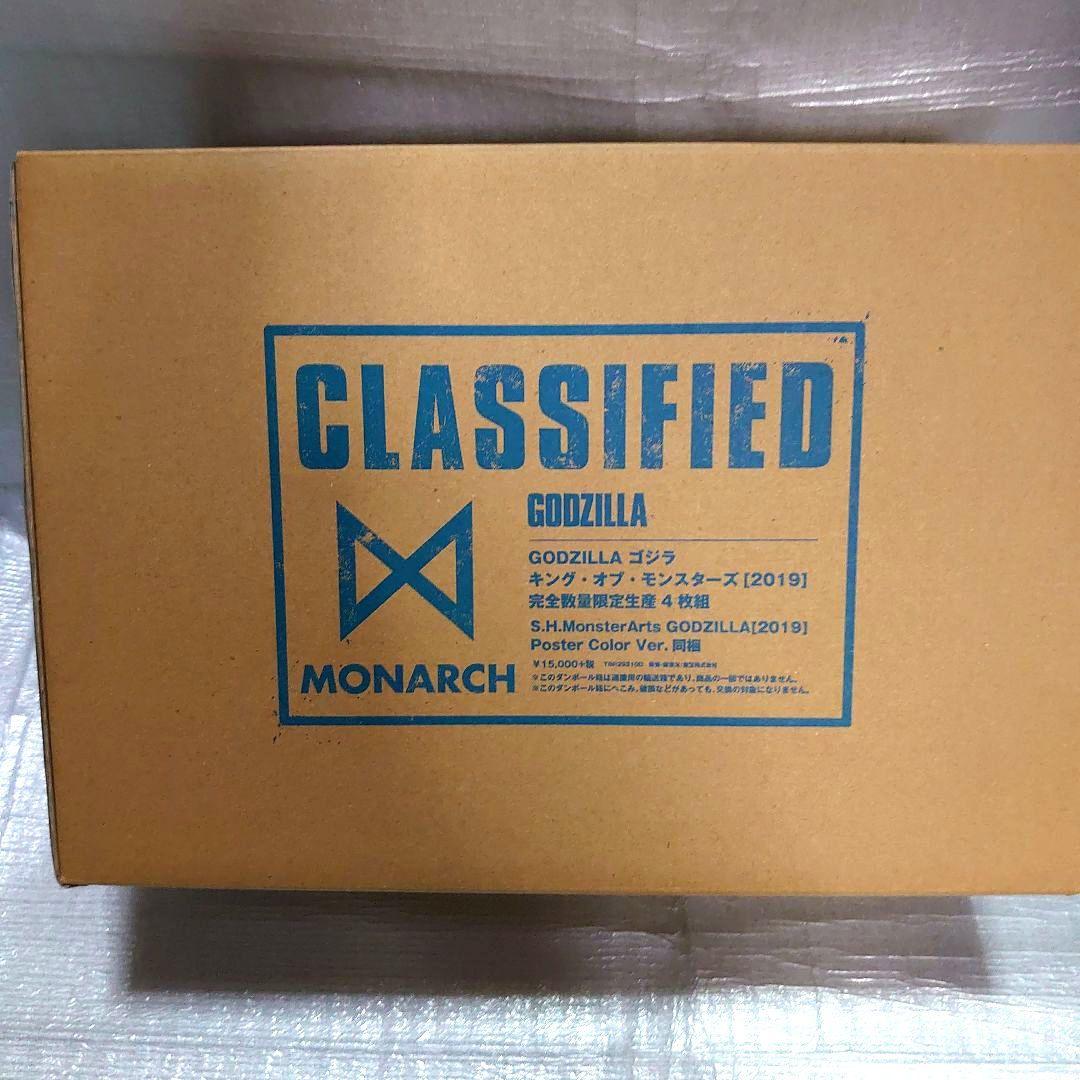 CLASSIFIED
GODZILLA
GODZILLA ゴジラ
キング・オブ・モンスターズ[2019]
完全数量限定生産 4枚組
S.H.MonsterArts GODZILLA[2019]
Poster Color Ver. 同梱
¥15,000+税
※このダンボール箱は運搬用の輸送箱であり、商品の一部ではありません。
※このダンボール箱にへこみ、破損などがあっても、交換の対象になりません。
MONARCH